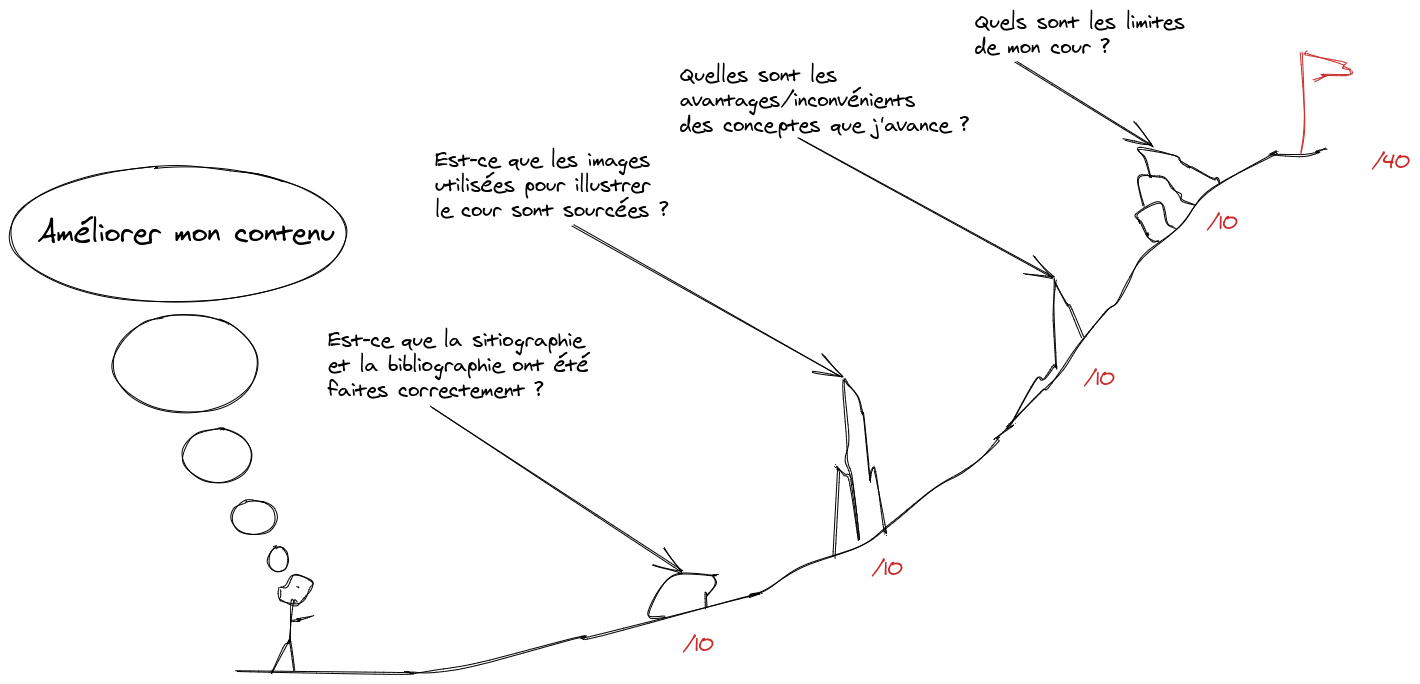 Quels sont les limites
de mon cour ?
Quelles sont les
avantages/inconvénients
des conceptes que j'avance ?
/40
Est-ce que les images
utilisées pour illustrer
le cour sont sourcées ?
Améliorer mon contenu
/10
Est-ce que la sitiographie
et la bibliographie ont été
faites correctement ?
/10
/10
/10